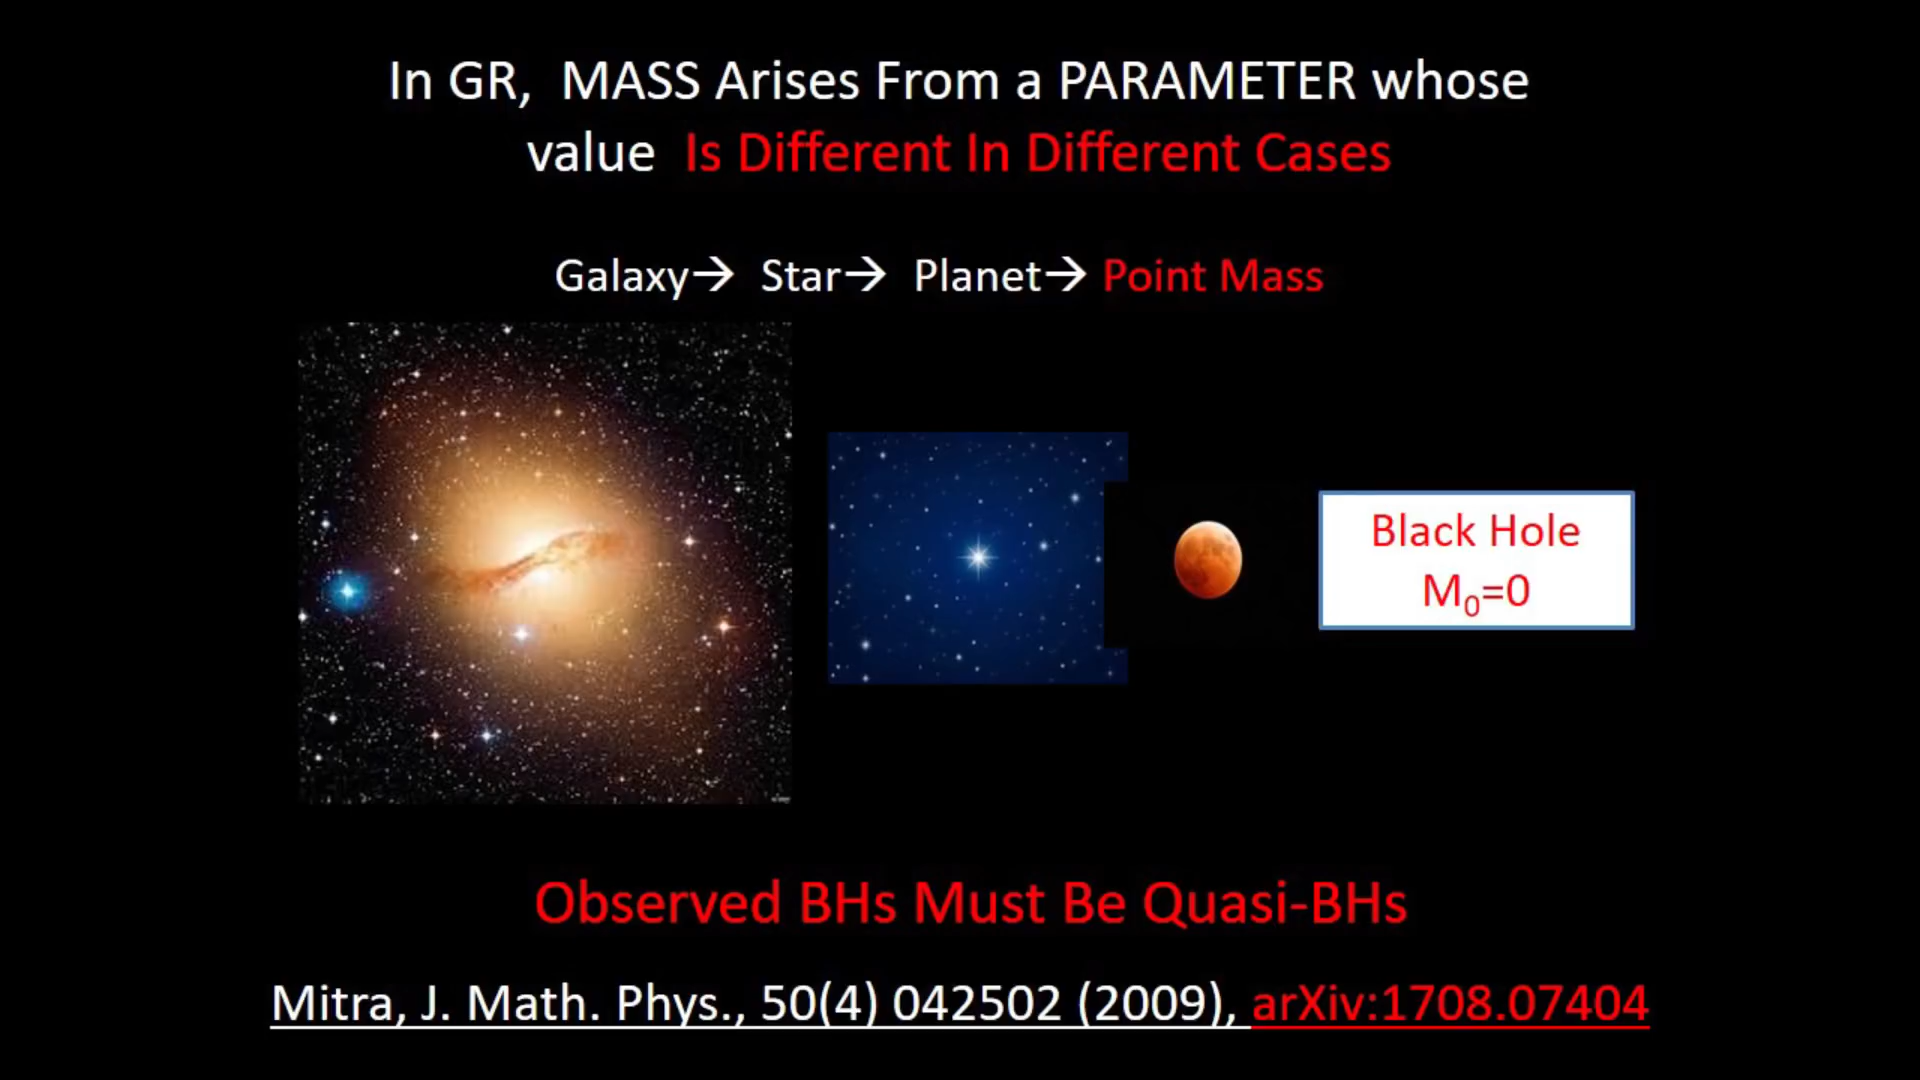 In GR, MASS Arises From a PARAMETER whose
value Is Different In Different Cases
Galaxy→ Star→ Planet→ Point Mass
Black Hole
M₀=0
Observed BHs Must Be Quasi-BHs
Mitra, J. Math. Phys., 50(4) 042502 (2009), arXiv:1708.07404